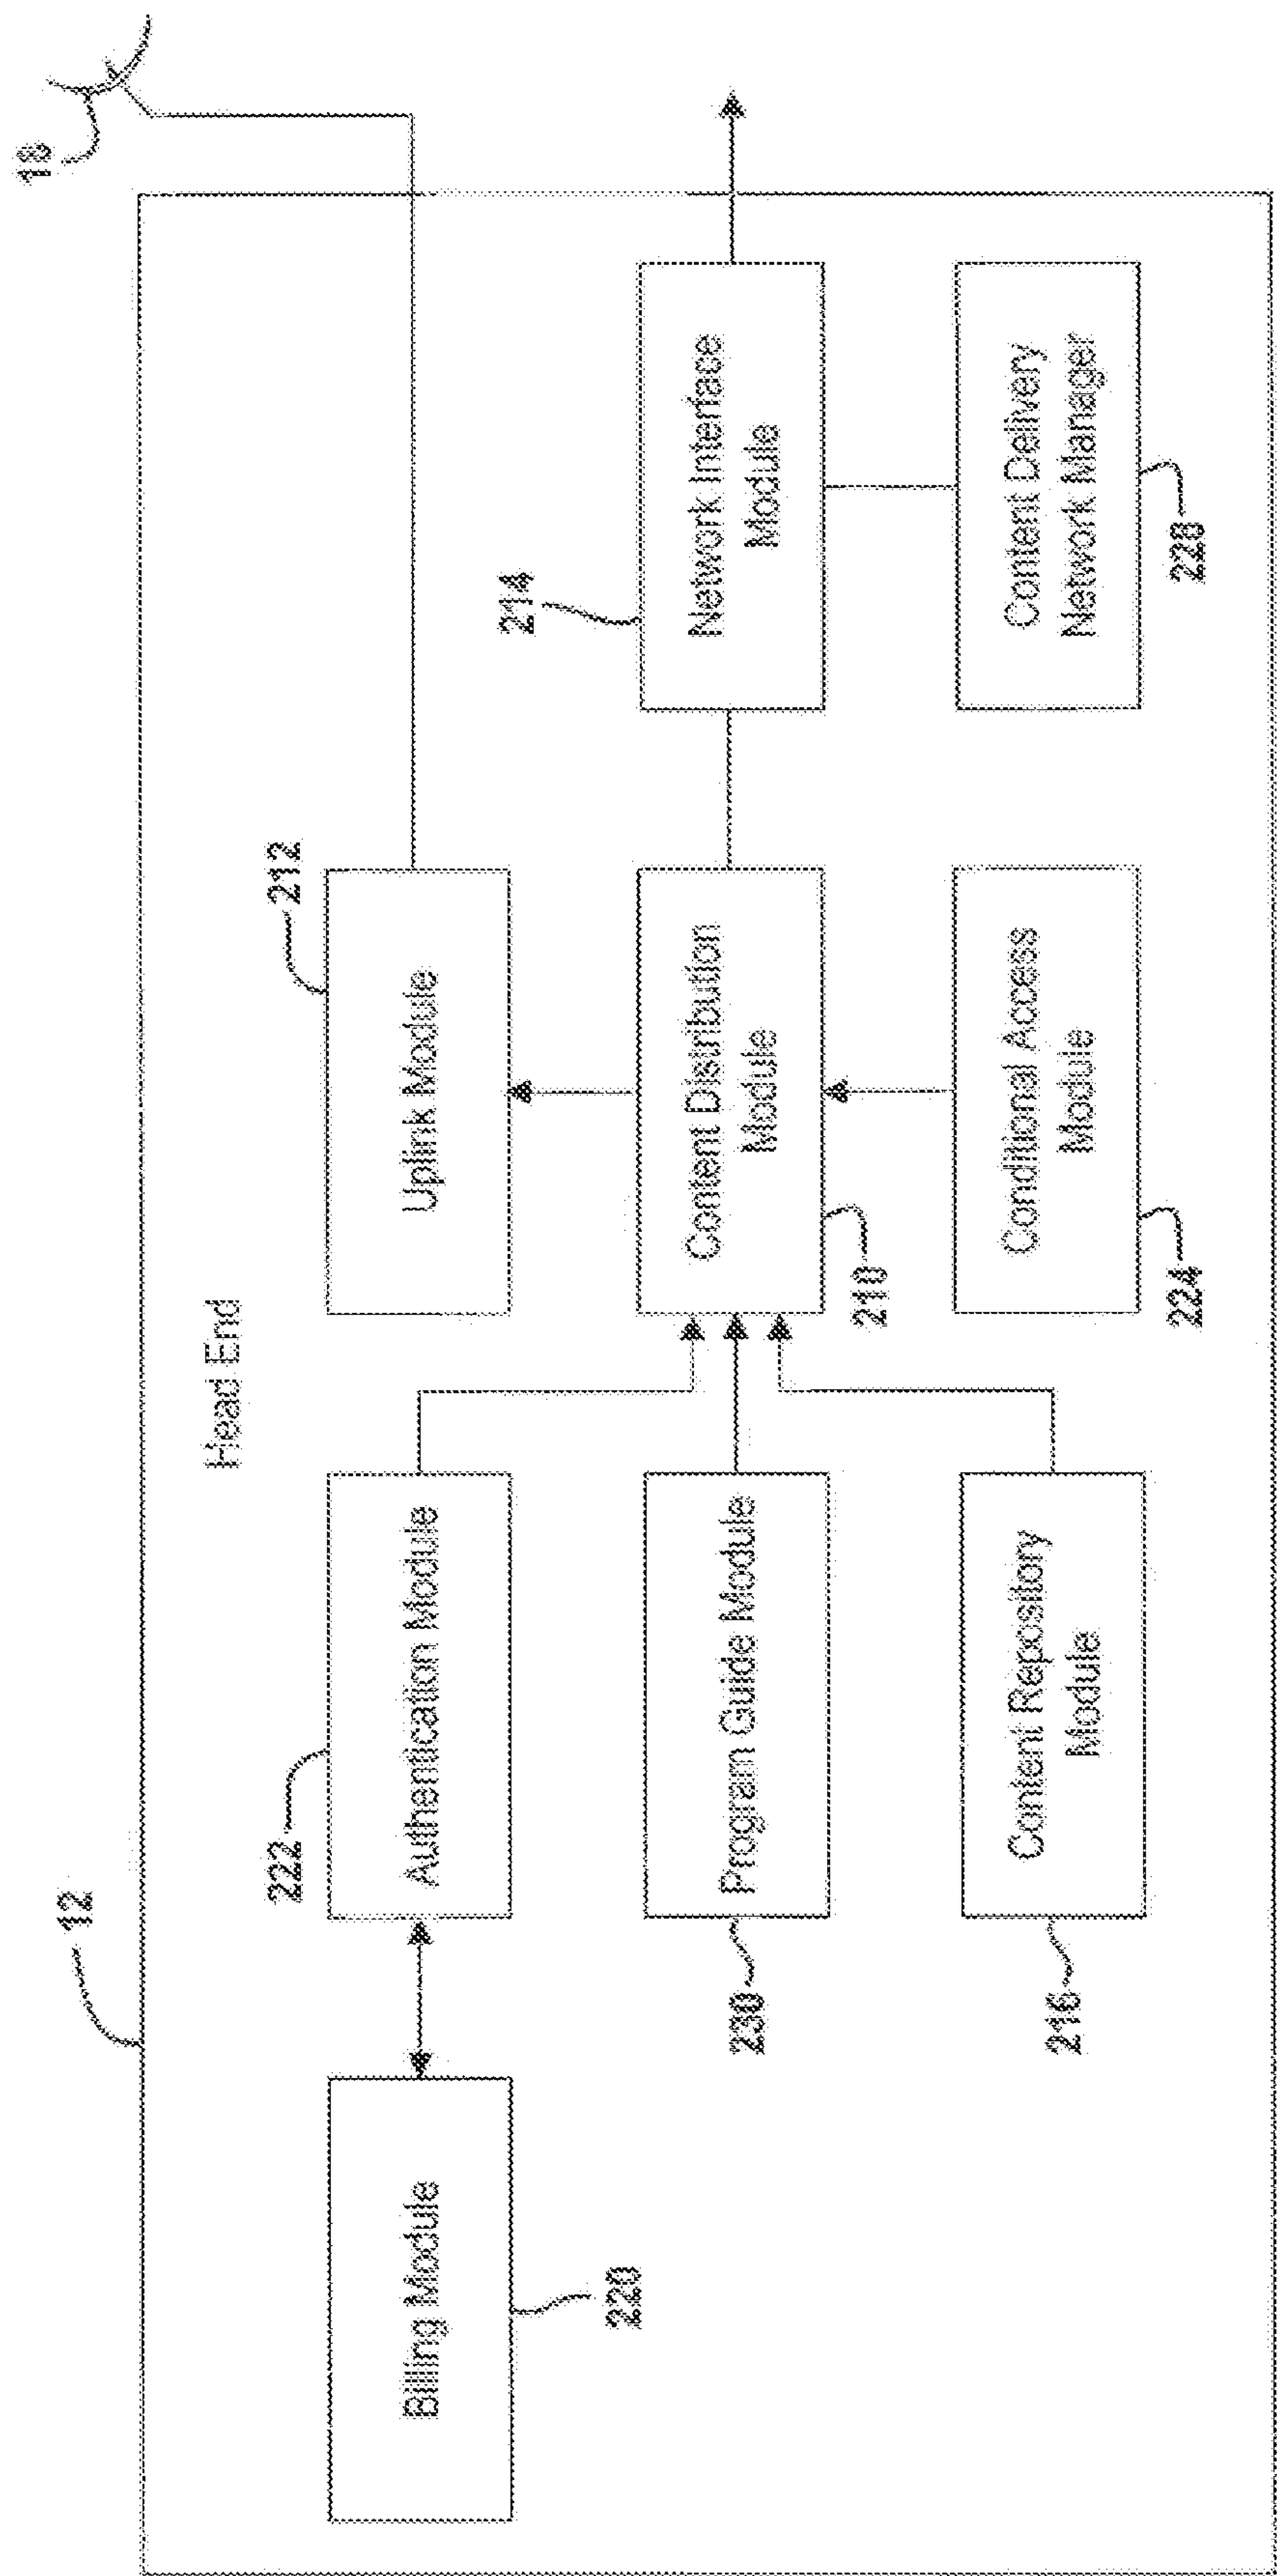 12
18
Head End
Billing Module
220
222
Authentication Module
212
Uplink Module
230
Program Guide Module
Content Distribution
Module
210
214
Network Interface
Module
216
Content Repository
Module
Conditional Access
Module
224
Content Delivery
Network Manager
228